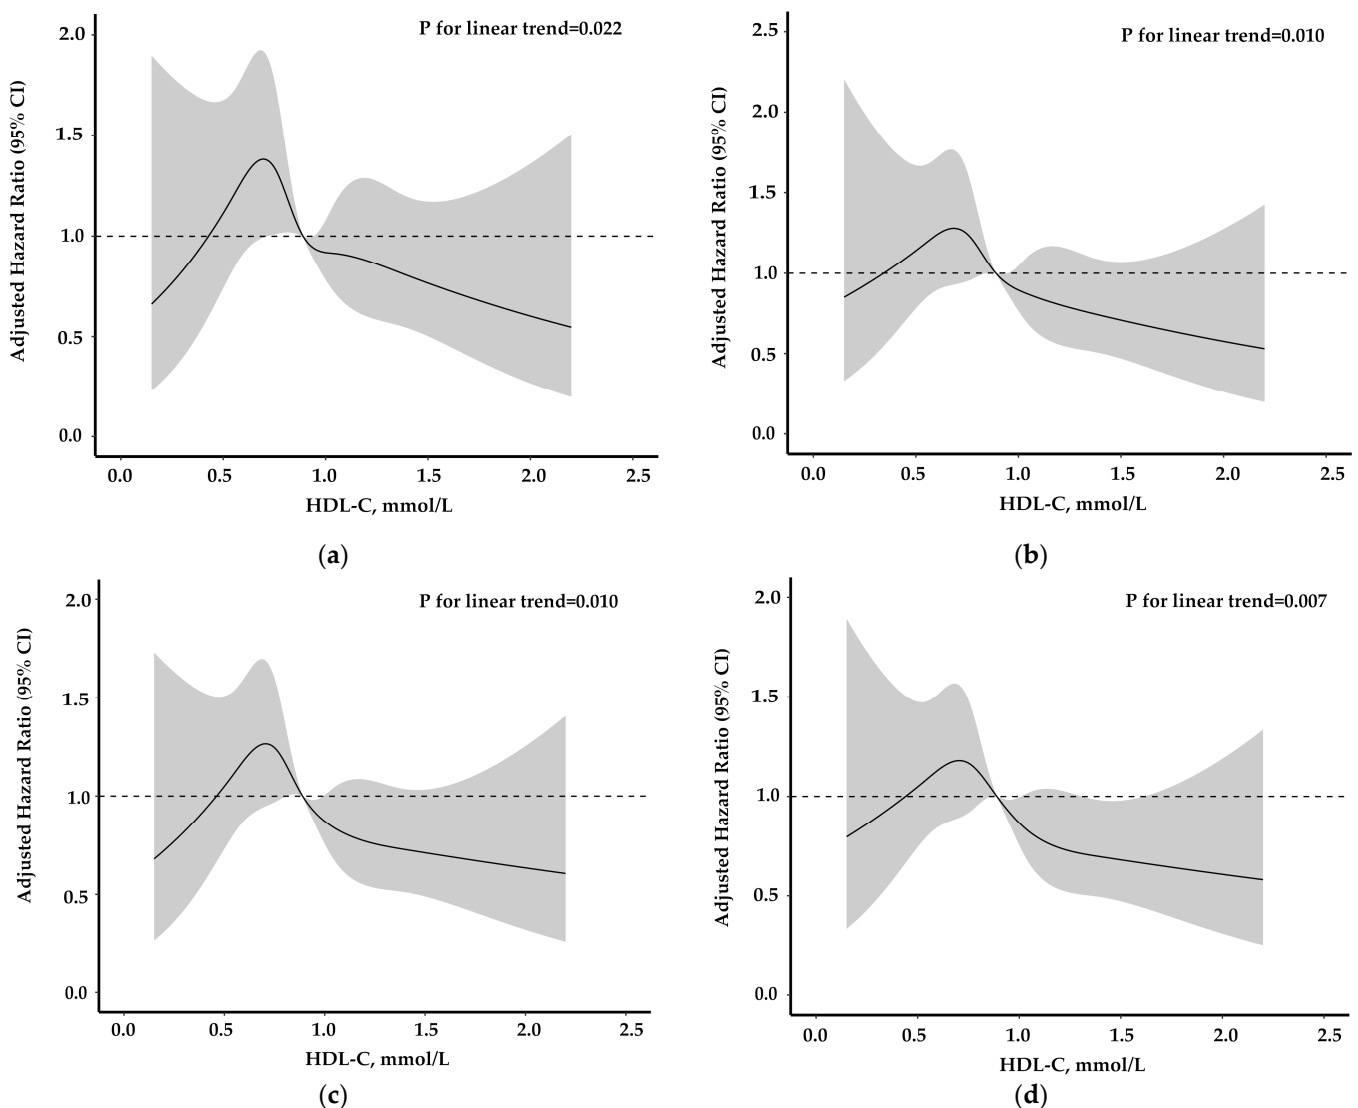 P for linear trend=0.022
Adjusted Hazard Ratio (95% CI)
2.0
1.5
1.0
0.5
0.0
0.0 0.5 1.0 1.5 2.0 2.5
HDL-C, mmol/L
(a)
P for linear trend=0.010
Adjusted Hazard Ratio (95% CI)
2.5
2.0
1.5
1.0
0.5
0.0
0.0 0.5 1.0 1.5 2.0 2.5
HDL-C, mmol/L
(b)
P for linear trend=0.010
Adjusted Hazard Ratio (95% CI)
2.0
1.5
1.0
0.5
0.0
0.0 0.5 1.0 1.5 2.0 2.5
HDL-C, mmol/L
(c)
P for linear trend=0.007
Adjusted Hazard Ratio (95% CI)
2.0
1.5
1.0
0.5
0.0
0.0 0.5 1.0 1.5 2.0 2.5
HDL-C, mmol/L
(d)